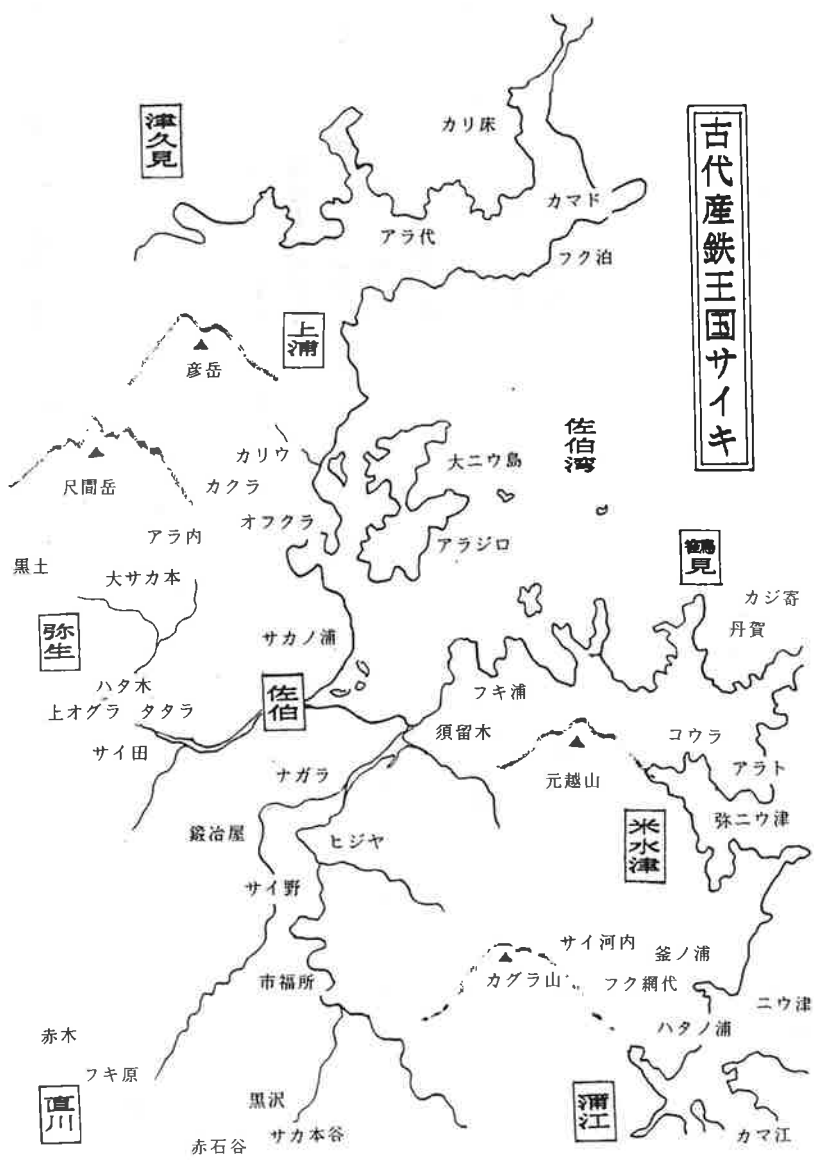 古代産鉄王国サイキ
津久見
カリ床
カマド
アラ代
フク泊
上浦
彦岳
佐伯湾
カリウ
大ニウ島
尺間岳
カクラ
オフクラ
アラジロ
アラ内
黒土
大サカ本
鶴見
カジ寄
丹賀
弥生
サカノ浦
ハタ木
佐伯
フキ浦
上オグラ
タタラ
須留木
コウラ
サイ田
元越山
アラト
ナガラ
弥ニウ津
鍛冶屋
ヒジヤ
米水津
サイ野
サイ河内
釜ノ浦
市福所
カグラ山
フク網代
ニウ津
ハタノ浦
赤木
フキ原
黒沢
直川
サカ本谷
赤石谷
蒲江
カマ江